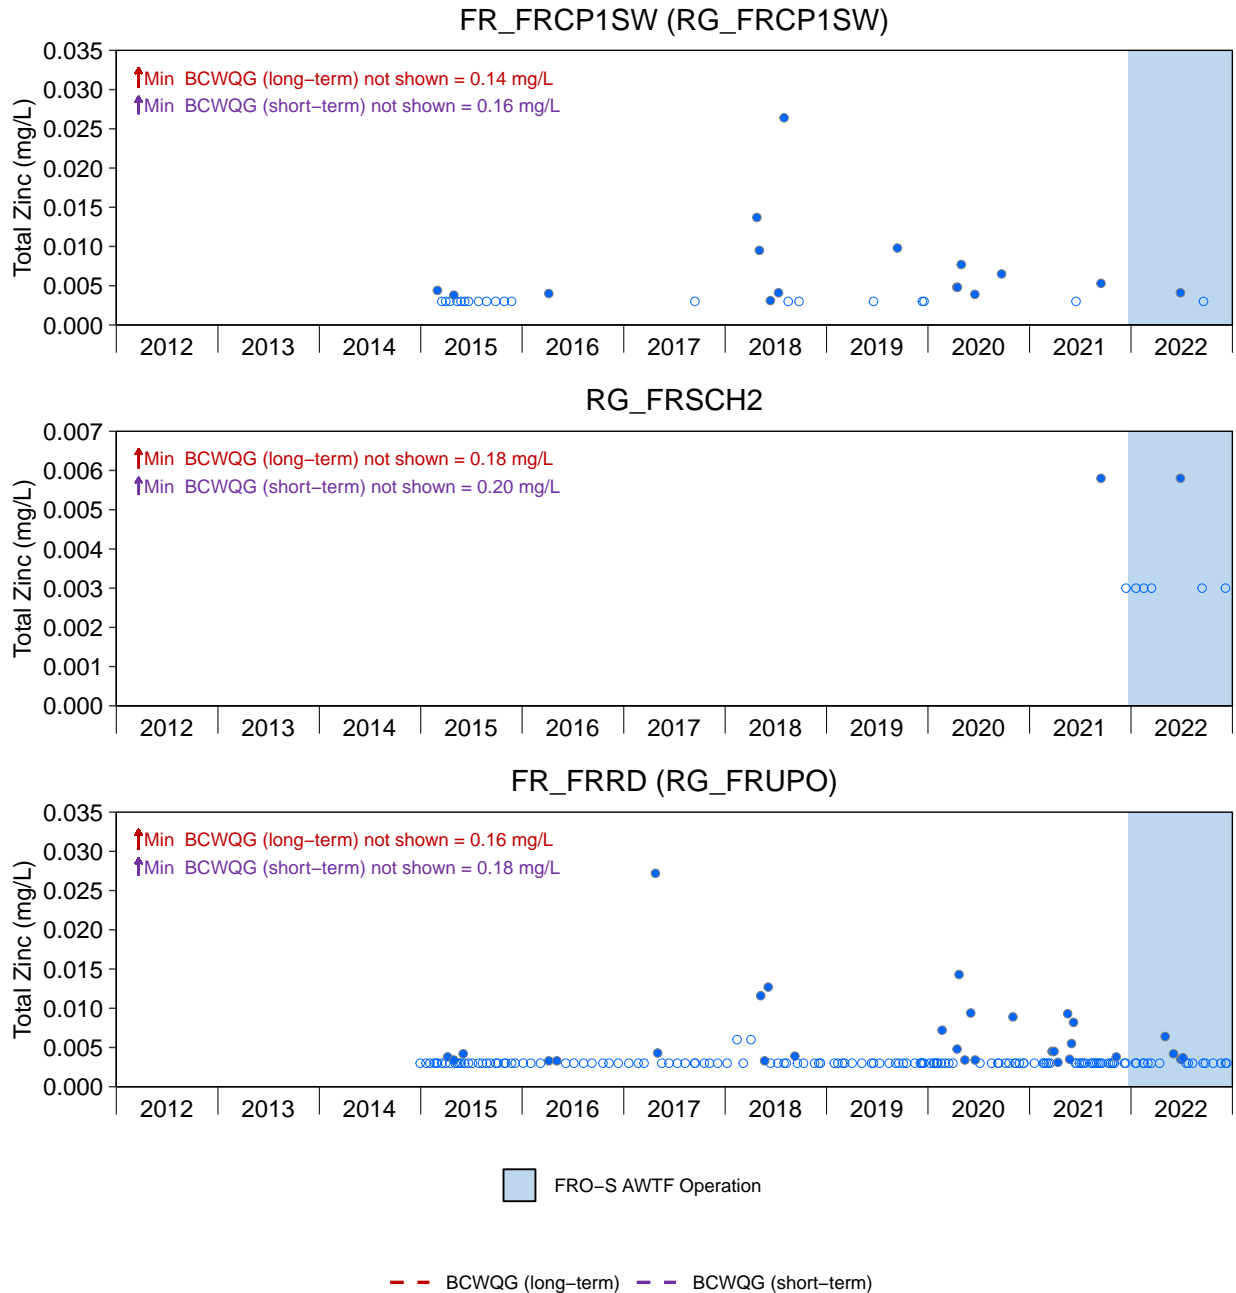 FR_FRCP1SW (RG_FRCP1SW)
Total Zinc (mg/L)
0.035
0.030
0.025
0.020
0.015
0.010
0.005
0.000
Min BCWQG (long−term) not shown = 0.14 mg/L
Min BCWQG (short−term) not shown = 0.16 mg/L
2012 2013 2014 2015 2016 2017 2018 2019 2020 2021 2022
RG_FRSCH2
Total Zinc (mg/L)
0.007
0.006
0.005
0.004
0.003
0.002
0.001
0.000
Min BCWQG (long−term) not shown = 0.18 mg/L
Min BCWQG (short−term) not shown = 0.20 mg/L
2012 2013 2014 2015 2016 2017 2018 2019 2020 2021 2022
FR_FRRD (RG_FRUPO)
Total Zinc (mg/L)
0.035
0.030
0.025
0.020
0.015
0.010
0.005
0.000
Min BCWQG (long−term) not shown = 0.16 mg/L
Min BCWQG (short−term) not shown = 0.18 mg/L
2012 2013 2014 2015 2016 2017 2018 2019 2020 2021 2022
FRO−S AWTF Operation
BCWQG (long−term) BCWQG (short−term)